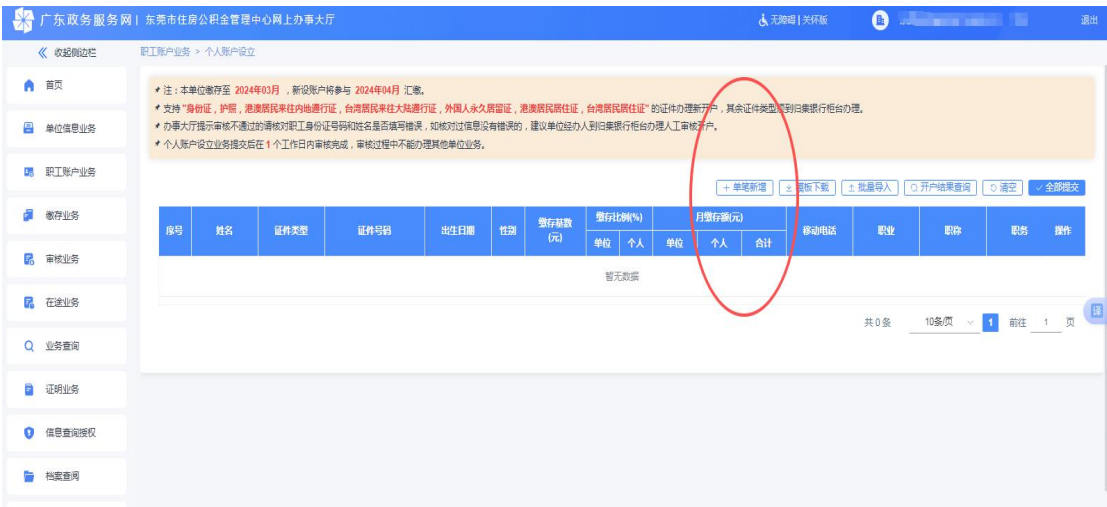 广东政务服务网 | 东莞市住房公积金管理中心网上办事大厅
无障碍 | 关怀版
退出
收起侧边栏
职工账户业务 > 个人账户设立
首页
单位信息业务
职工账户业务
缴存业务
审核业务
在途业务
业务查询
证明业务
信息查询授权
档案查阅
注：本单位缴存至 2024年03月 ，新设账户将参与 2024年04月 汇缴。
支持 "身份证，护照，港澳居民来往内地通行证，台湾居民来往大陆通行证，外国人永久居留证，港澳居民居住证，台湾居民居住证" 的证件办理新开户，其余证件类型须到归集银行柜台办理。
办事大厅提示审核不通过的请核对职工身份证号码和姓名是否填写错误，如核对过信息没有错误的，建议单位经办人到归集银行柜台办理人工审核开户。
个人账户设立业务提交后在 1 个工作日内审核完成，审核过程中不能办理其他单位业务。
+ 单笔新增 模板下载 批量导入 开户结果查询 清空 全部提交
序号 姓名 证件类型 证件号码 出生日期 性别 缴存基数(元) 缴存比例(%) 月缴存额(元) 移动电话 职业 职称 职务 操作
单位 个人 单位 个人 合计
暂无数据
共 0 条 10条/页 1 前往 1 页
译